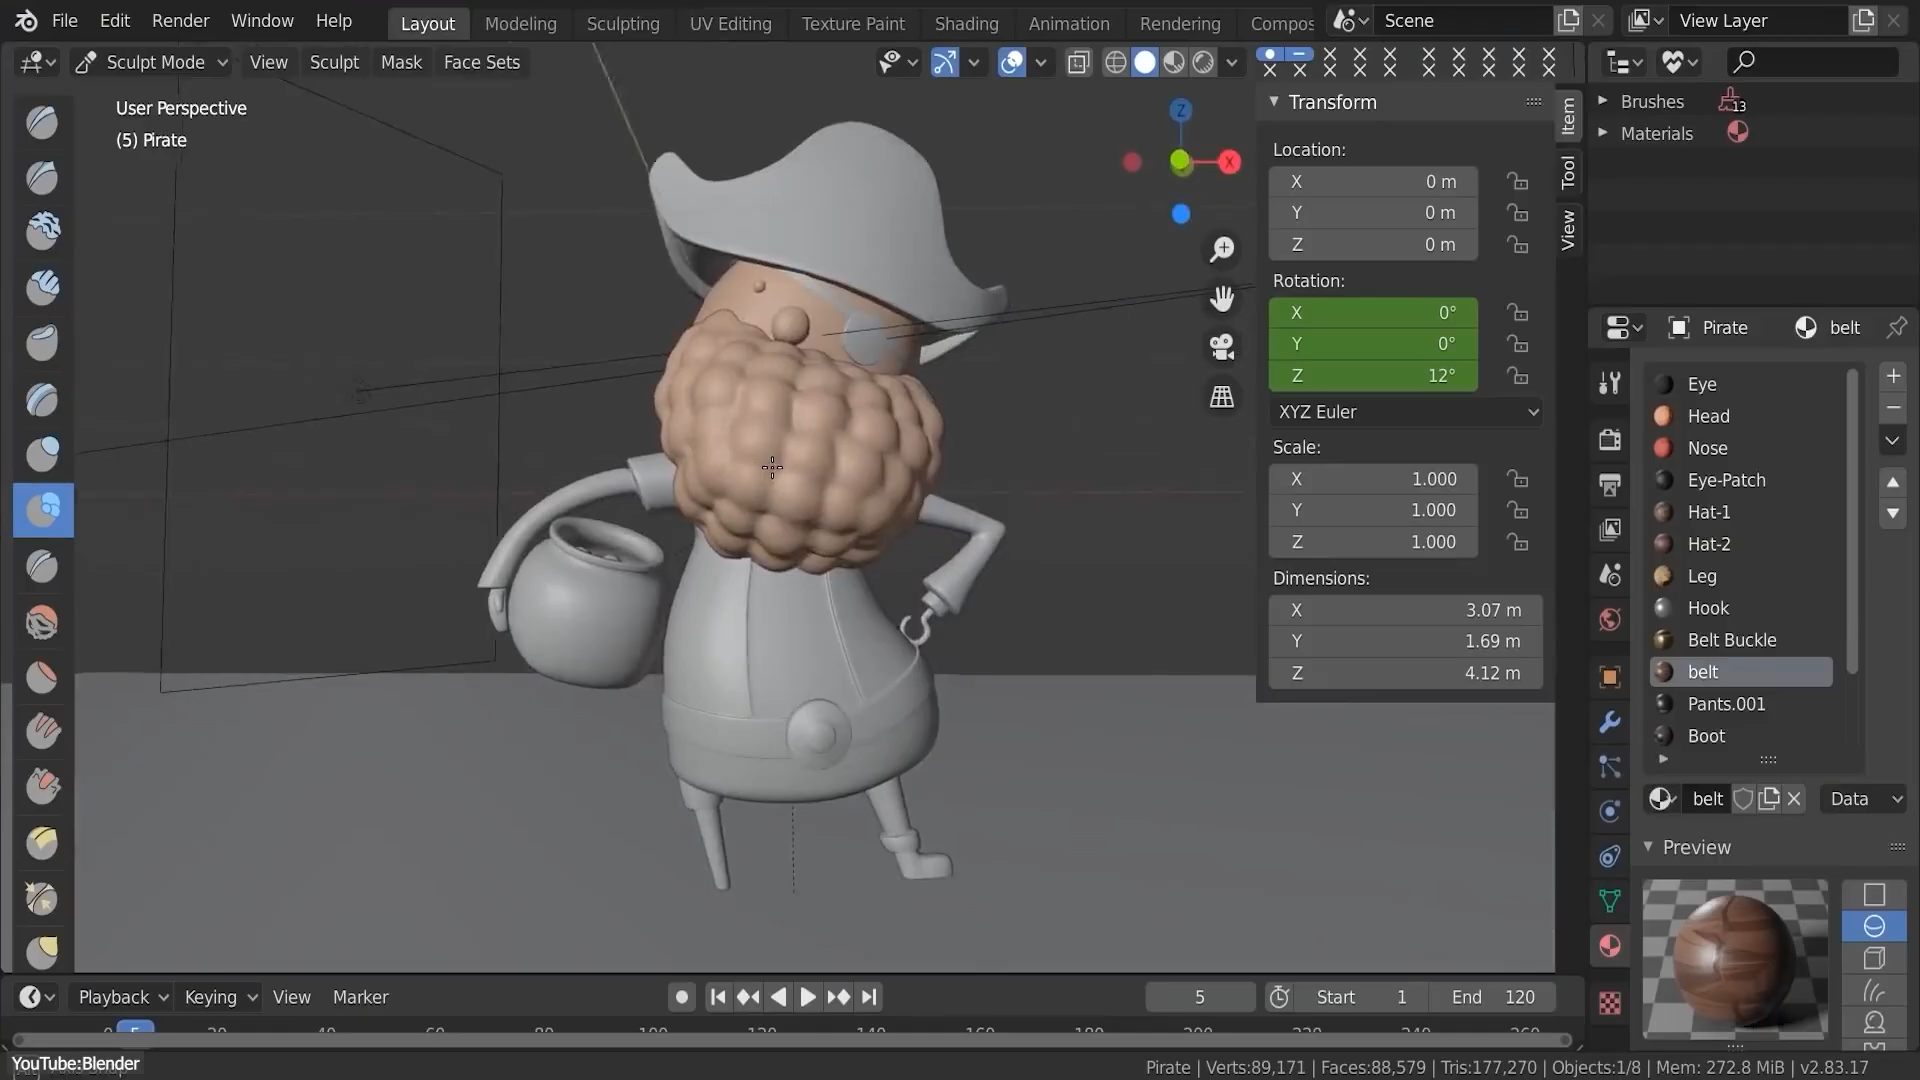 File Edit Render Window Help
Layout Modeling Sculpting UV Editing Texture Paint Shading Animation Rendering Compos
Scene
View Layer
Sculpt Mode View Sculpt Mask Face Sets
User Perspective
(5) Pirate
Z
X
Transform
Location:
X 0 m
Y 0 m
Z 0 m
Rotation:
X 0°
Y 0°
Z 12°
XYZ Euler
Scale:
X 1.000
Y 1.000
Z 1.000
Dimensions:
X 3.07 m
Y 1.69 m
Z 4.12 m
Item
Tool
View
Brushes 13
Materials
Pirate belt
Eye
Head
Nose
Eye-Patch
Hat-1
Hat-2
Leg
Hook
Belt Buckle
belt
Pants.001
Boot
belt Data
Preview
Playback Keying View Marker
5 Start 1 End 120
YouTube:Blender
Pirate | Verts:89,171 | Faces:88,579 | Tris:177,270 | Objects:1/8 | Mem: 272.8 MiB | v2.83.17